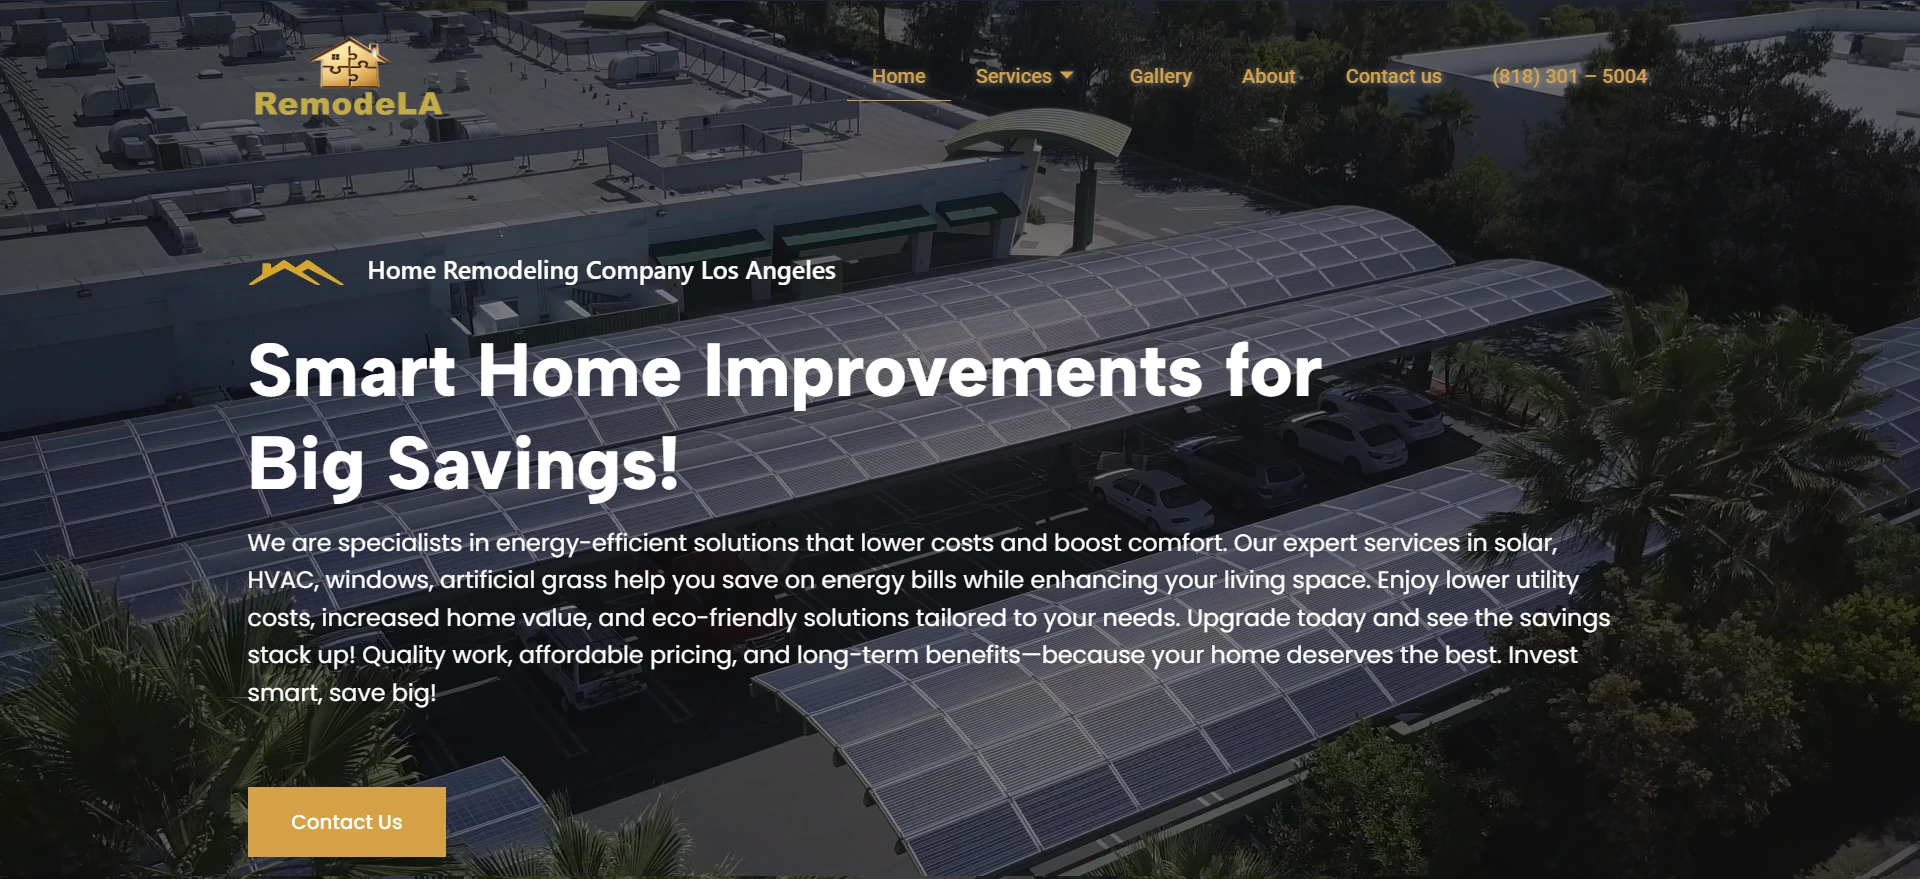 RemodeLA
Home Services Gallery About Contact us (818) 301 – 5004
Home Remodeling Company Los Angeles
Smart Home Improvements for
Big Savings!
We are specialists in energy-efficient solutions that lower costs and boost comfort. Our expert services in solar,
HVAC, windows, artificial grass help you save on energy bills while enhancing your living space. Enjoy lower utility
costs, increased home value, and eco-friendly solutions tailored to your needs. Upgrade today and see the savings
stack up! Quality work, affordable pricing, and long-term benefits—because your home deserves the best. Invest
smart, save big!
Contact Us